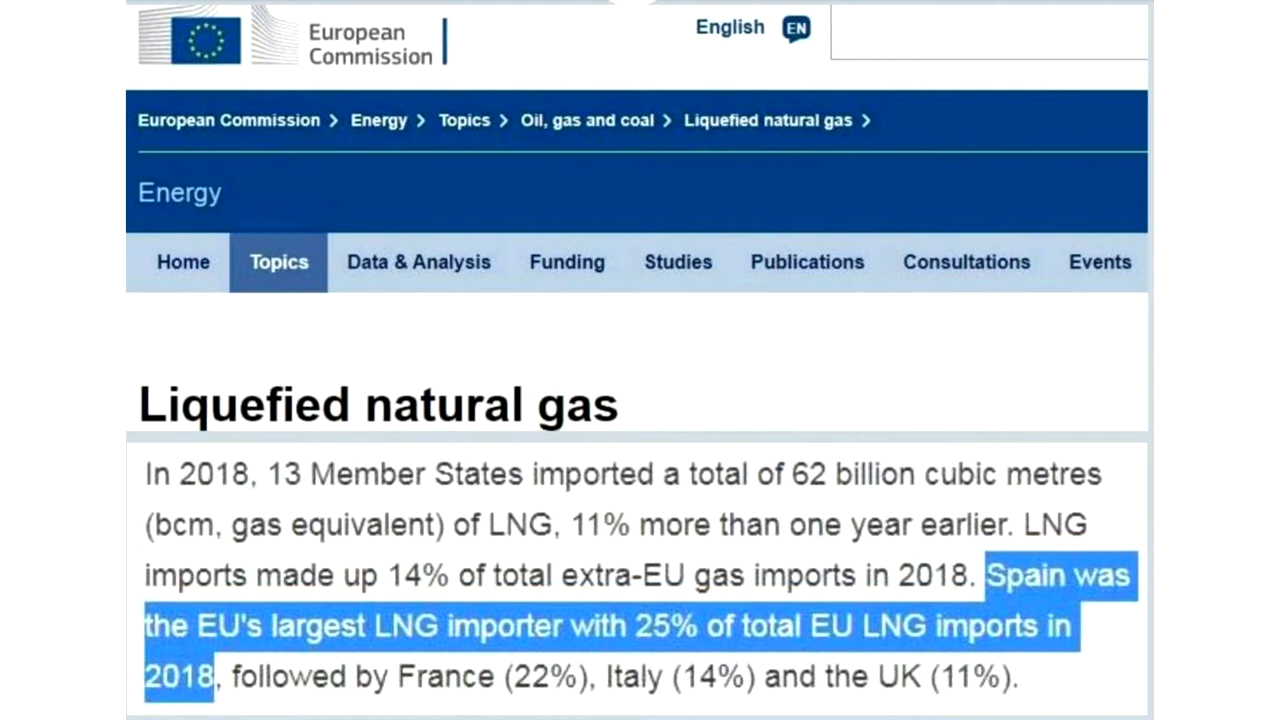 European
Commission
English EN
European Commission > Energy > Topics > Oil, gas and coal > Liquefied natural gas >
Energy
Home Topics Data & Analysis Funding Studies Publications Consultations Events
Liquefied natural gas
In 2018, 13 Member States imported a total of 62 billion cubic metres
(bcm, gas equivalent) of LNG, 11% more than one year earlier. LNG
imports made up 14% of total extra-EU gas imports in 2018. Spain was
the EU's largest LNG importer with 25% of total EU LNG imports in
2018, followed by France (22%), Italy (14%) and the UK (11%).